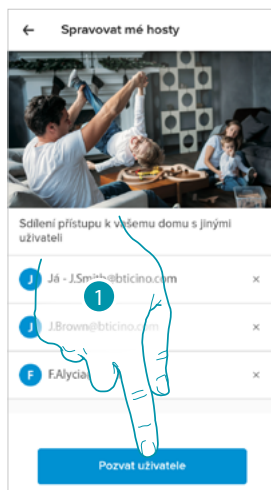 ← Spravovat mé hosty
Sdílení přístupu k vašemu domu s jinými
uživateli
J Já - J.Smith@bticino.com ×
1
J J.Brown@bticino.com ×
F F.Alycia ×
Pozvat uživatele